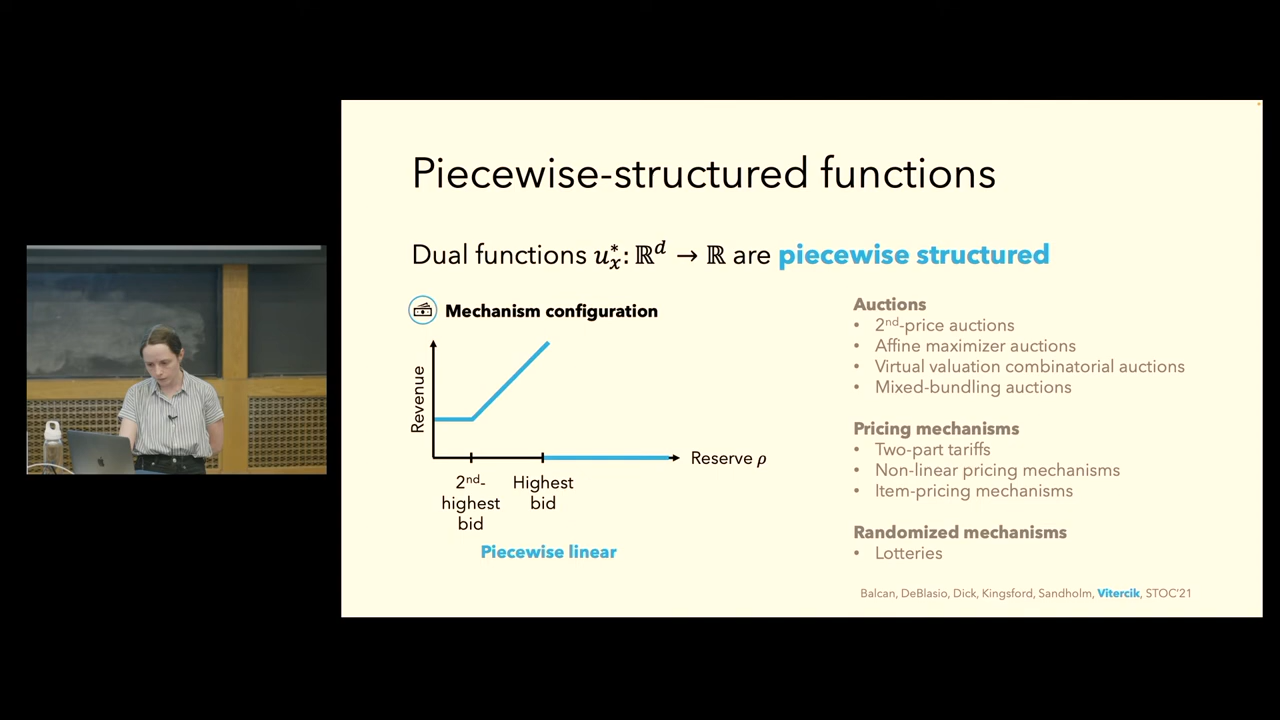 Piecewise-structured functions
Dual functions 𝑢ₓ*: ℝᵈ → ℝ are piecewise structured
Mechanism configuration
Revenue
Reserve 𝜌
2nd-
highest
bid
Highest
bid
Piecewise linear
Auctions
• 2nd-price auctions
• Affine maximizer auctions
• Virtual valuation combinatorial auctions
• Mixed-bundling auctions
Pricing mechanisms
• Two-part tariffs
• Non-linear pricing mechanisms
• Item-pricing mechanisms
Randomized mechanisms
• Lotteries
Balcan, DeBlasio, Dick, Kingsford, Sandholm, Vitercik, STOC'21